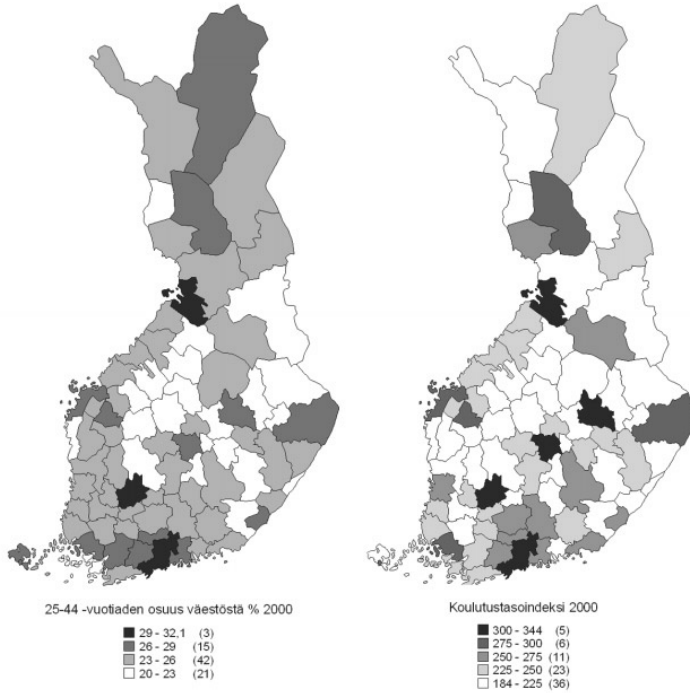 25-44 -vuotiaden osuus väestöstä % 2000
29 - 32,1 (3)
26 - 29 (15)
23 - 26 (42)
20 - 23 (21)
Koulutustasoindeksi 2000
300 - 344 (5)
275 - 300 (6)
250 - 275 (11)
225 - 250 (23)
184 - 225 (36)